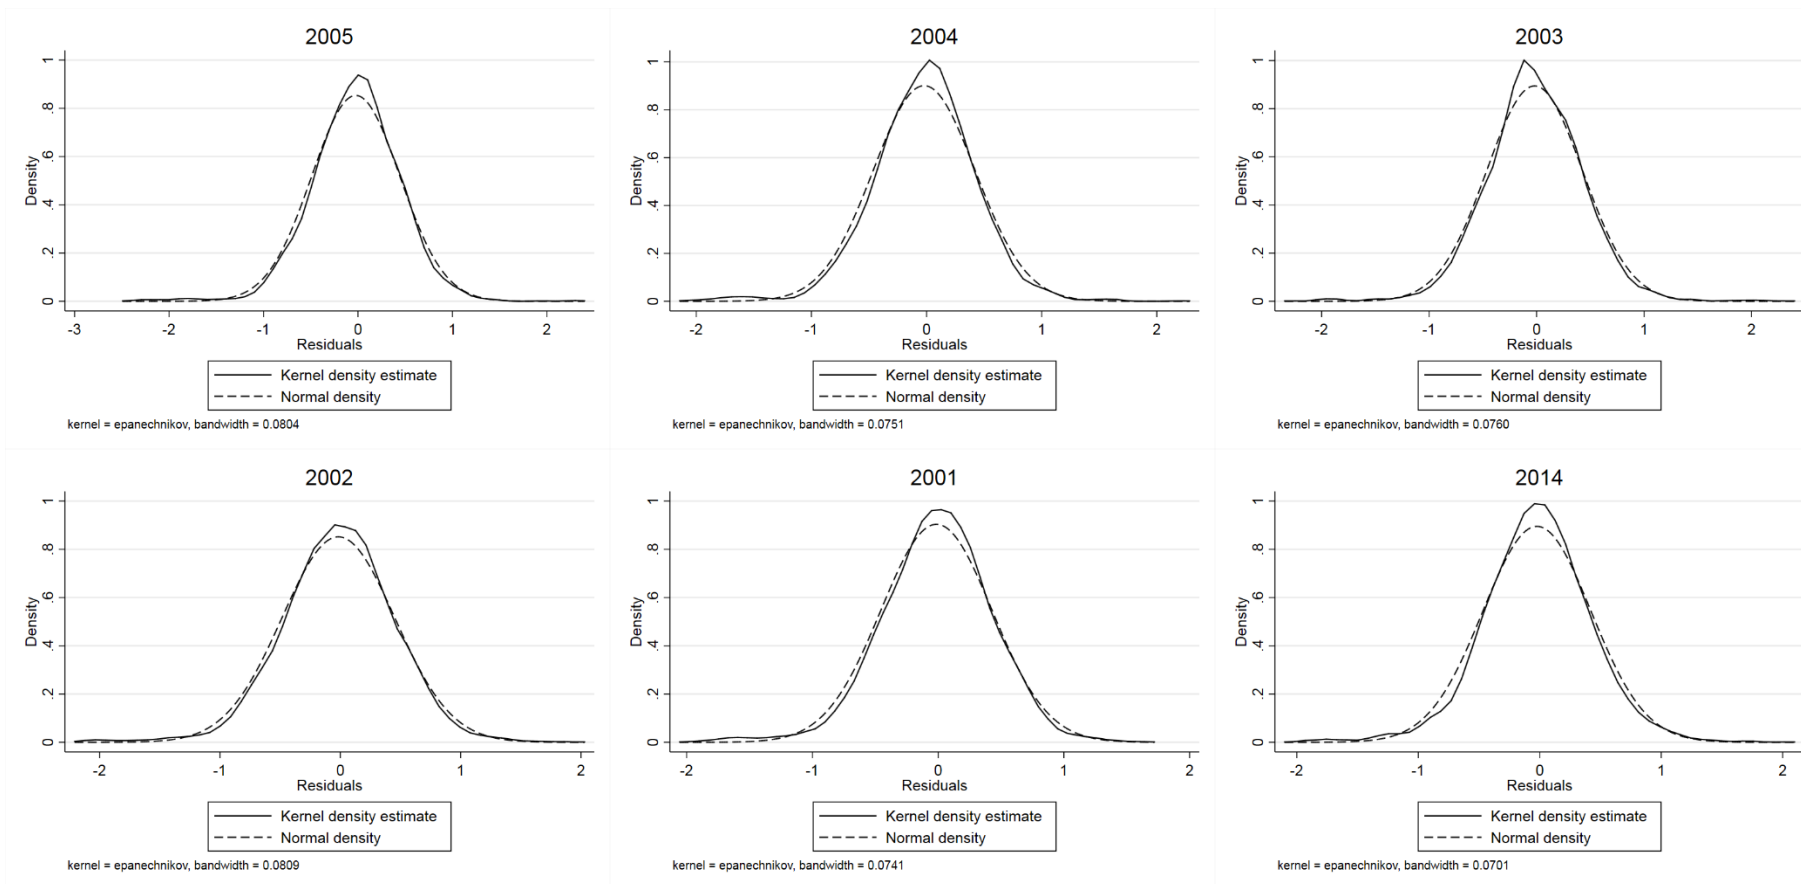 2005
Density
0 .2 .4 .6 .8 1
-3 -2 -1 0 1 2
Residuals
Kernel density estimate
Normal density
kernel = epanechnikov, bandwidth = 0.0804
2004
Density
0 .2 .4 .6 .8 1
-2 -1 0 1 2
Residuals
Kernel density estimate
Normal density
kernel = epanechnikov, bandwidth = 0.0751
2003
Density
0 .2 .4 .6 .8 1
-2 -1 0 1 2
Residuals
Kernel density estimate
Normal density
kernel = epanechnikov, bandwidth = 0.0760
2002
Density
0 .2 .4 .6 .8 1
-2 -1 0 1 2
Residuals
Kernel density estimate
Normal density
kernel = epanechnikov, bandwidth = 0.0809
2001
Density
0 .2 .4 .6 .8 1
-2 -1 0 1 2
Residuals
Kernel density estimate
Normal density
kernel = epanechnikov, bandwidth = 0.0741
2014
Density
0 .2 .4 .6 .8 1
-2 -1 0 1 2
Residuals
Kernel density estimate
Normal density
kernel = epanechnikov, bandwidth = 0.0701